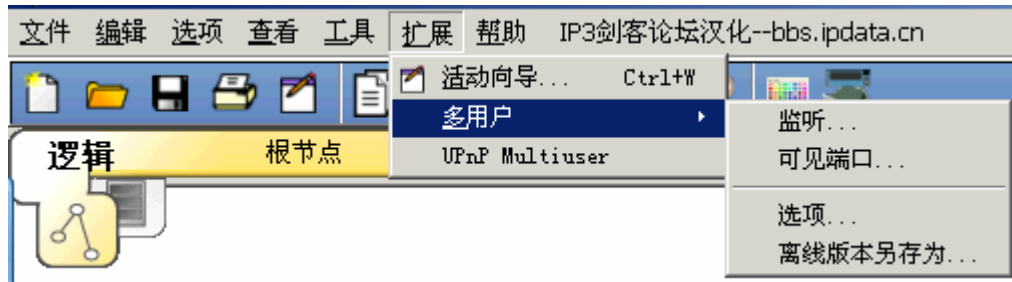 文件 编辑 选项 查看 工具 扩展 帮助 IP3剑客论坛汉化--bbs.ipdata.cn
活动向导... Ctrl+W
多用户
UPnP Multiuser
监听...
可见端口...
选项...
离线版本另存为...
逻辑 根节点